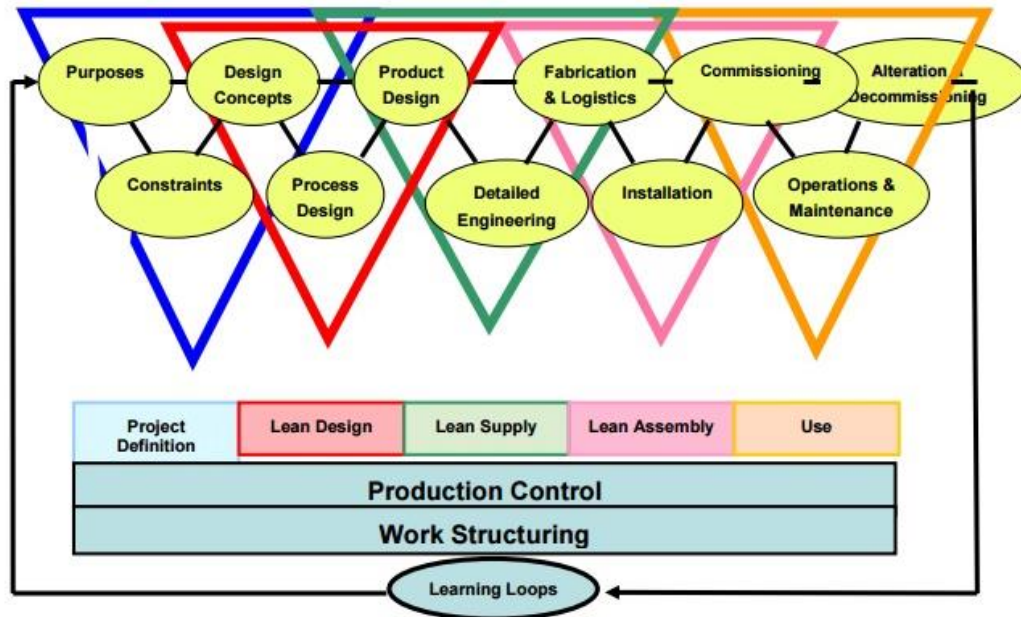 Purposes
Design
Concepts
Product
Design
Fabrication
& Logistics
Commissioning
Alteration &
Decommissioning
Constraints
Process
Design
Detailed
Engineering
Installation
Operations &
Maintenance
Project
Definition
Lean Design
Lean Supply
Lean Assembly
Use
Production Control
Work Structuring
Learning Loops